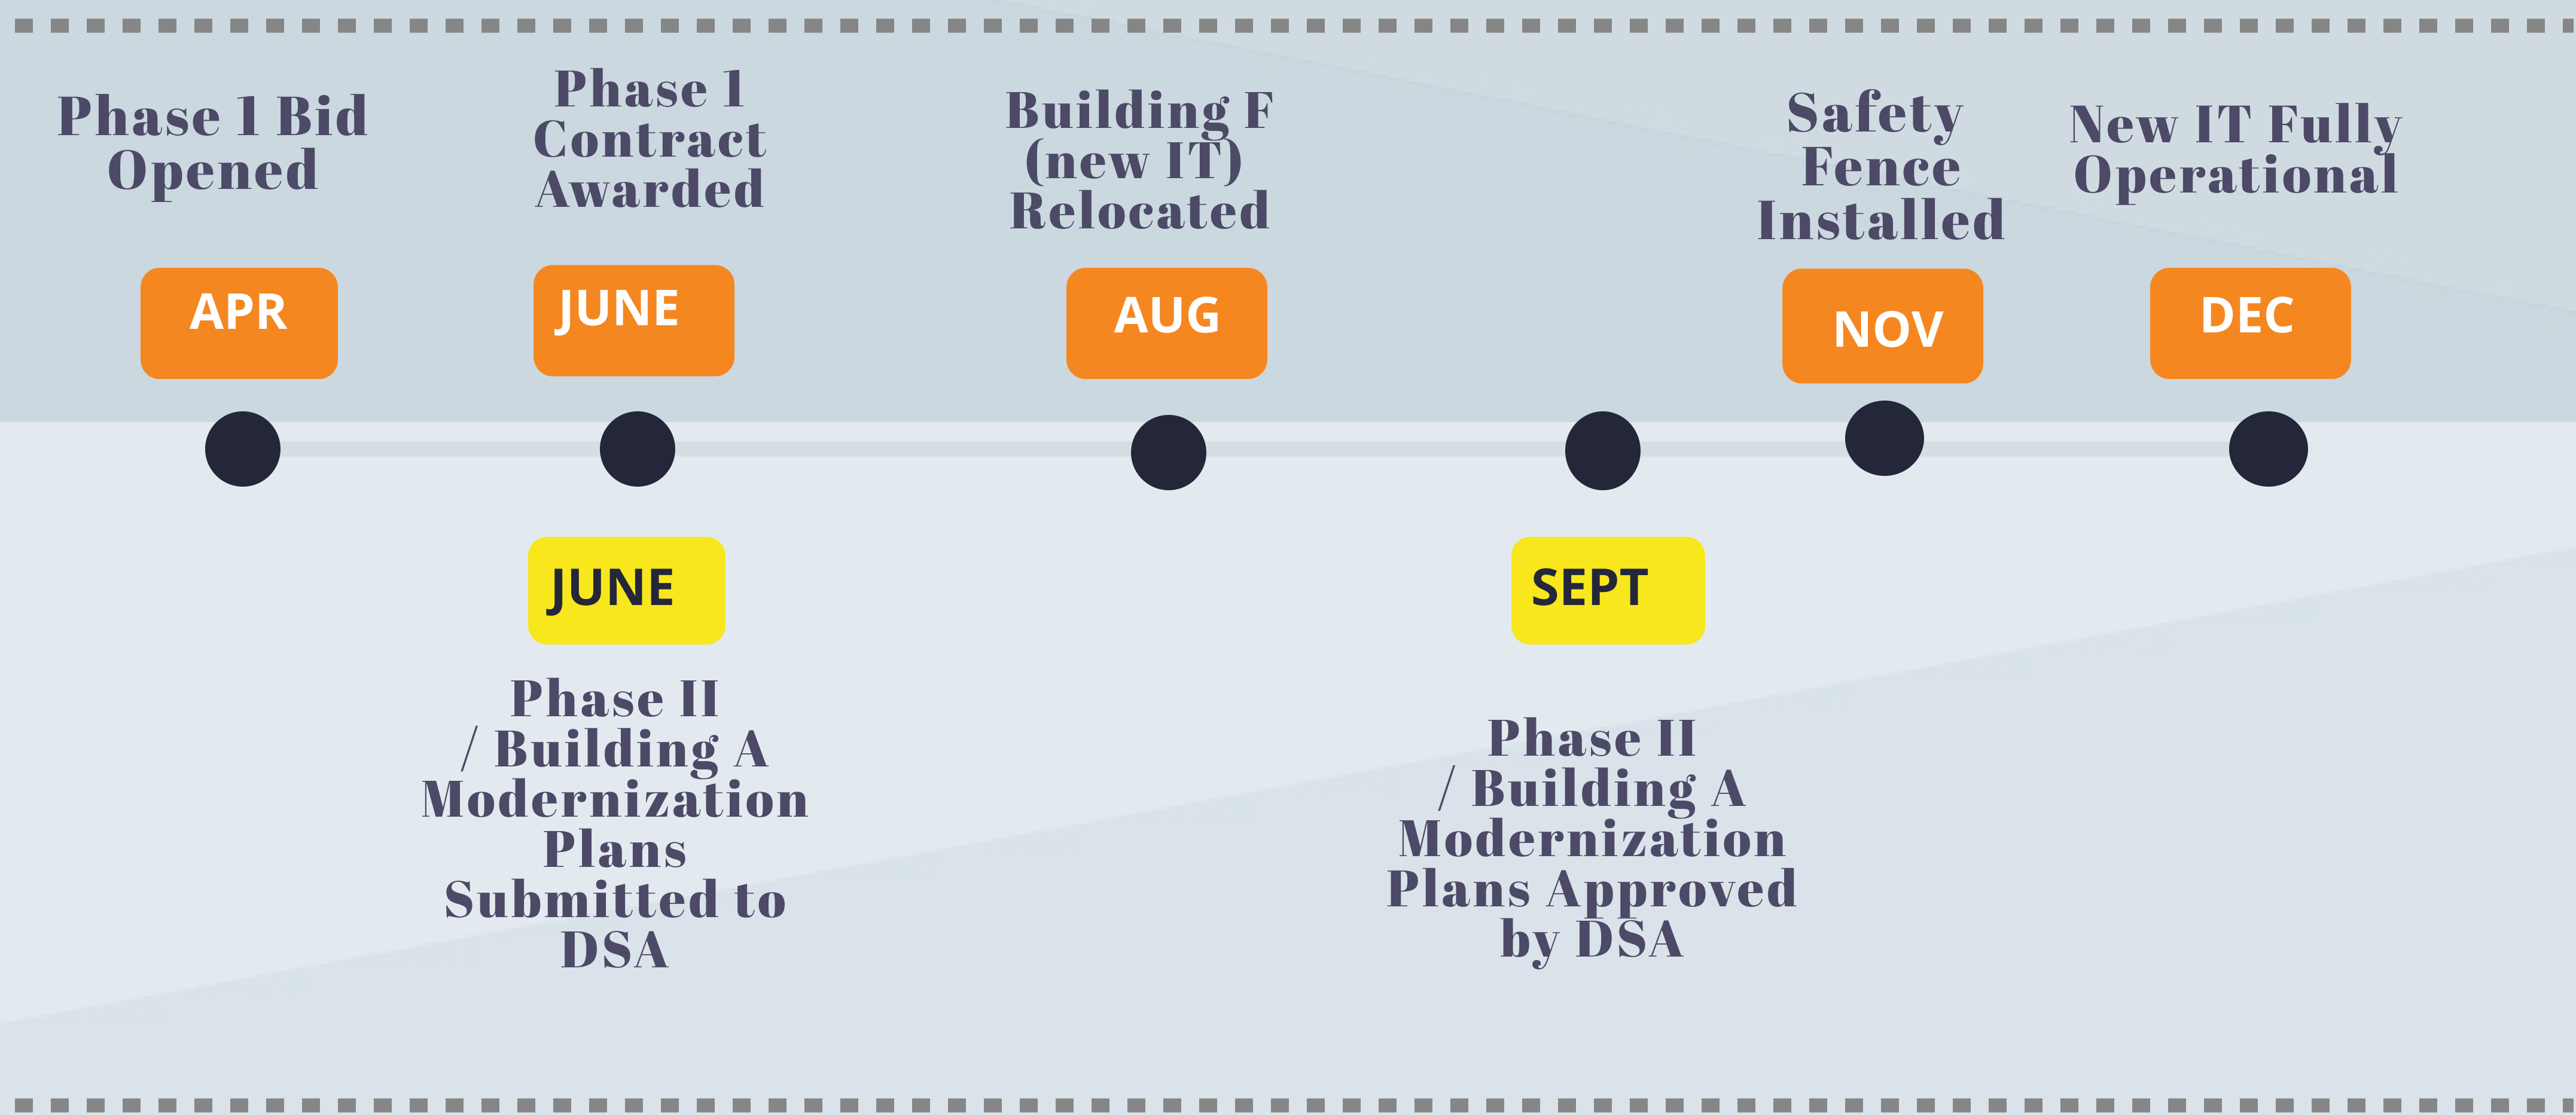 Phase 1 Bid
Opened
APR
Phase 1
Contract
Awarded
JUNE
Building F
(new IT)
Relocated
AUG
Safety
Fence
Installed
NOV
New IT Fully
Operational
DEC
JUNE
Phase II
/ Building A
Modernization
Plans
Submitted to
DSA
SEPT
Phase II
/ Building A
Modernization
Plans Approved
by DSA